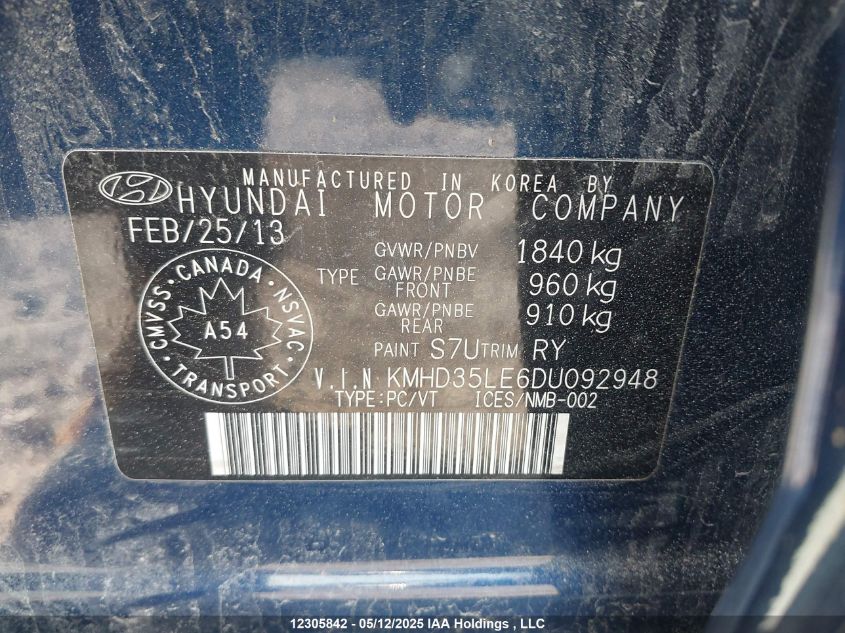 MANUFACTURED IN KOREA BY
HYUNDAI MOTOR COMPANY
FEB/25/13
GVWR/PNBV 1840 kg
TYPE GAWR/PNBE FRONT 960 kg
GAWR/PNBE REAR 910 kg
PAINT S7U TRIM RY
CMVSS • CANADA • NSVAC • TRANSPORT
A54
V.I.N KMHD35LE6DU092948
TYPE:PC/VT ICES/NMB-002
12305842 - 05/12/2025 IAA Holdings , LLC